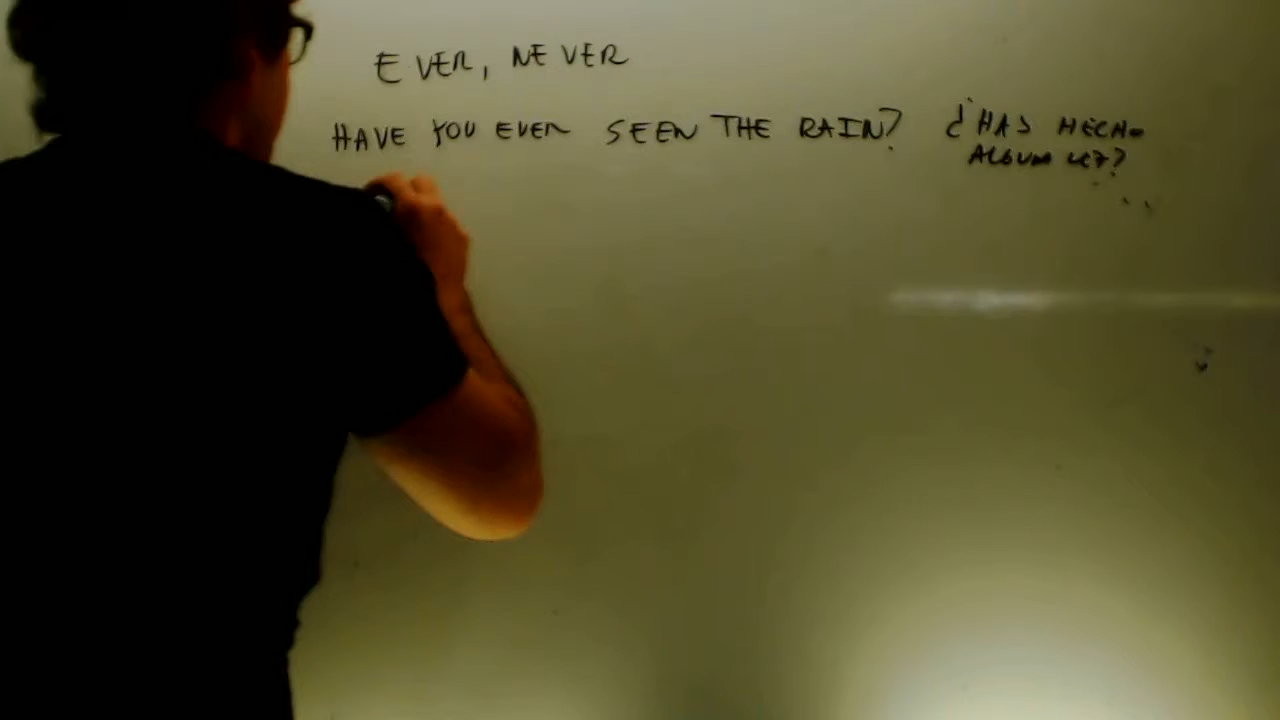 EVER, NEVER
HAVE YOU EVER SEEN THE RAIN? ¿HAS HECHO
ALGUNA VEZ?
...